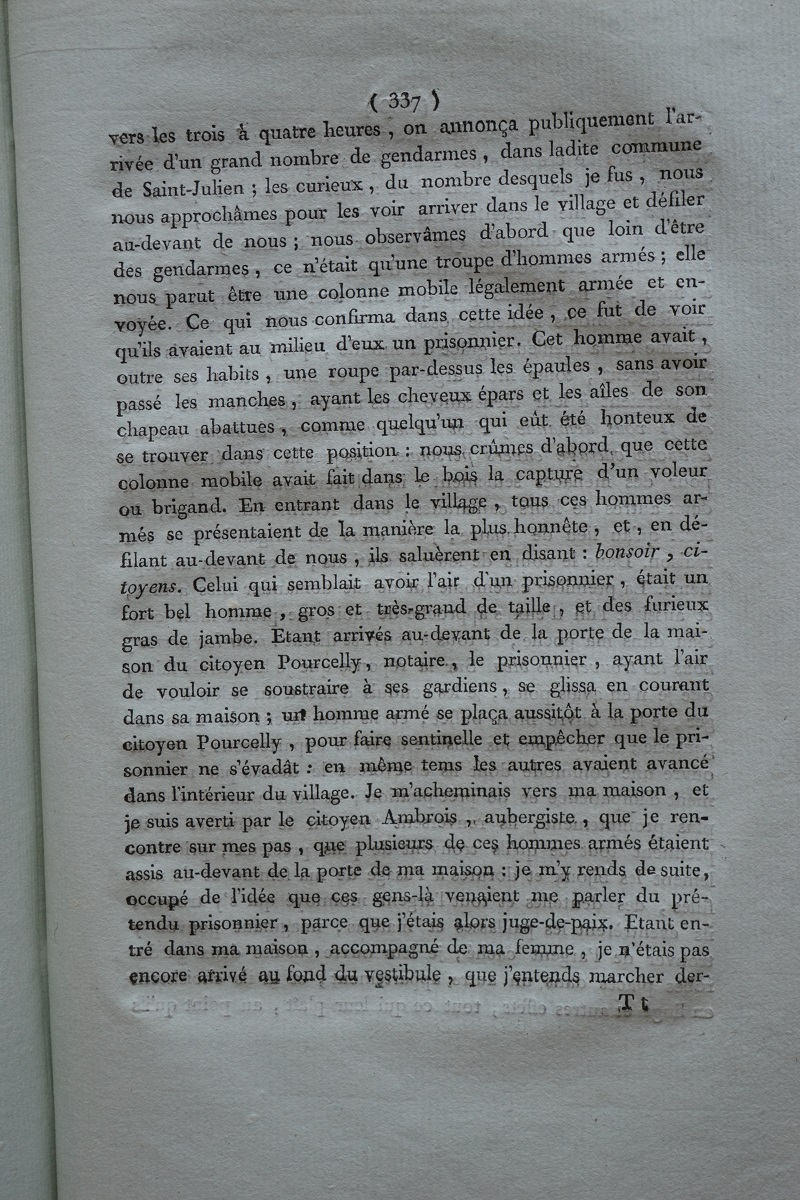 ( 337 )
vers les trois à quatre heures , on annonça publiquement l'ar-
rivée d'un grand nombre de gendarmes , dans ladite commune
de Saint-Julien ; les curieux , du nombre desquels je fus , nous
nous approchâmes pour les voir arriver dans le village et défiler
au-devant de nous ; nous observâmes d'abord que loin d'être
des gendarmes , ce n'était qu'une troupe d'hommes armés ; elle
nous parut être une colonne mobile légalement armée et en-
voyée. Ce qui nous confirma dans cette idée , ce fut de voir
qu'ils avaient au milieu d'eux un prisonnier. Cet homme avait ,
outre ses habits , une roupe par-dessus les épaules , sans avoir
passé les manches , ayant les cheveux épars et les aîles de son
chapeau abattues , comme quelqu'un qui eût été honteux de
se trouver dans cette position : nous crûmes d'abord que cette
colonne mobile avait fait dans le bois la capture d'un voleur
ou brigand. En entrant dans le village , tous ces hommes ar-
més se présentaient de la manière la plus honnête , et , en dé-
filant au-devant de nous , ils saluèrent en disant : bonsoir , ci-
toyens. Celui qui semblait avoir l'air d'un prisonnier , était un
fort bel homme , gros et très-grand de taille , et des furieux
gras de jambe. Etant arrivés au-devant de la porte de la mai-
son du citoyen Pourcelly , notaire , le prisonnier , ayant l'air
de vouloir se soustraire à ses gardiens , se glissa en courant
dans sa maison ; un homme armé se plaça aussitôt à la porte du
citoyen Pourcelly , pour faire sentinelle et empêcher que le pri-
sonnier ne s'évadât : en même tems les autres avaient avancé
dans l'intérieur du village. Je m'acheminais vers ma maison , et
je suis averti par le citoyen Ambrois , aubergiste , que je ren-
contre sur mes pas , que plusieurs de ces hommes armés étaient
assis au-devant de la porte de ma maison : je m'y rends de suite,
occupé de l'idée que ces gens-là venaient me parler du pré-
tendu prisonnier , parce que j'étais alors juge-de-paix. Etant en-
tré dans ma maison , accompagné de ma femme , je n'étais pas
encore arrivé au fond du vestibule , que j'entends marcher der-
T t